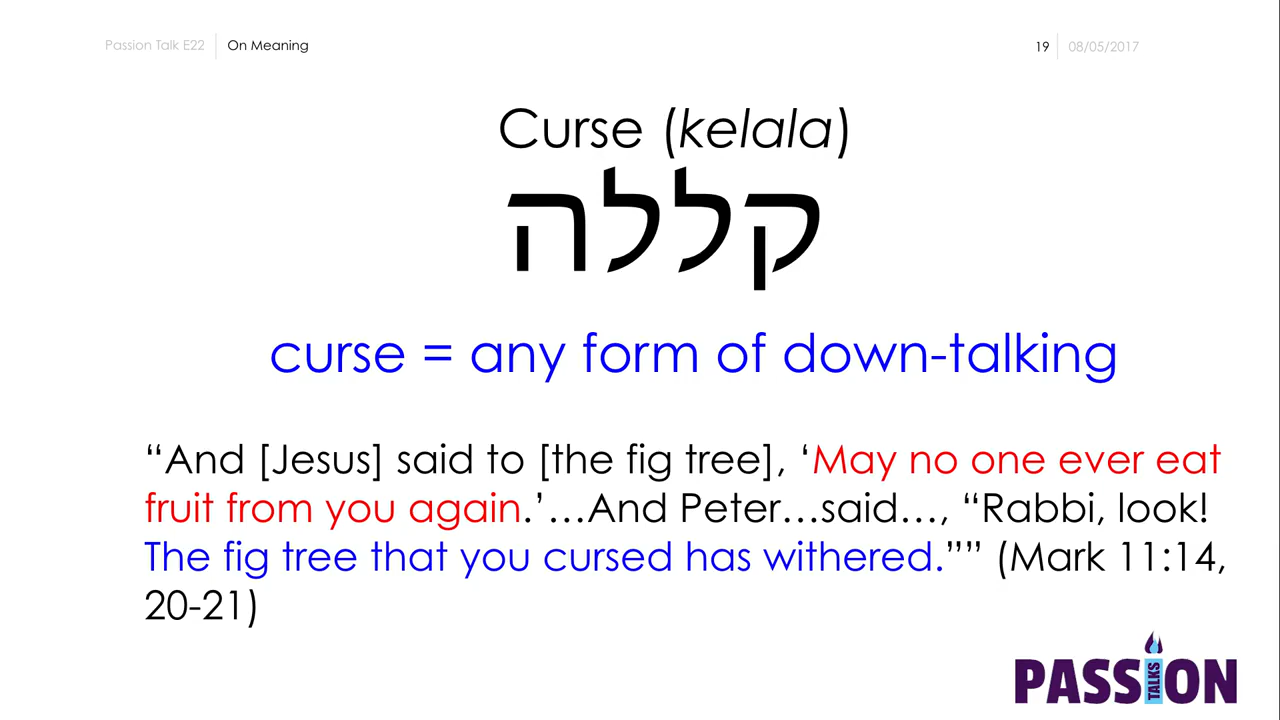 Passion Talk E22 On Meaning 19 08/05/2017
Curse (kelala)
קללה
curse = any form of down-talking
“And [Jesus] said to [the fig tree], ‘May no one ever eat
fruit from you again.’…And Peter…said…, “Rabbi, look!
The fig tree that you cursed has withered.”” (Mark 11:14,
20-21)
PASSION
TALKS